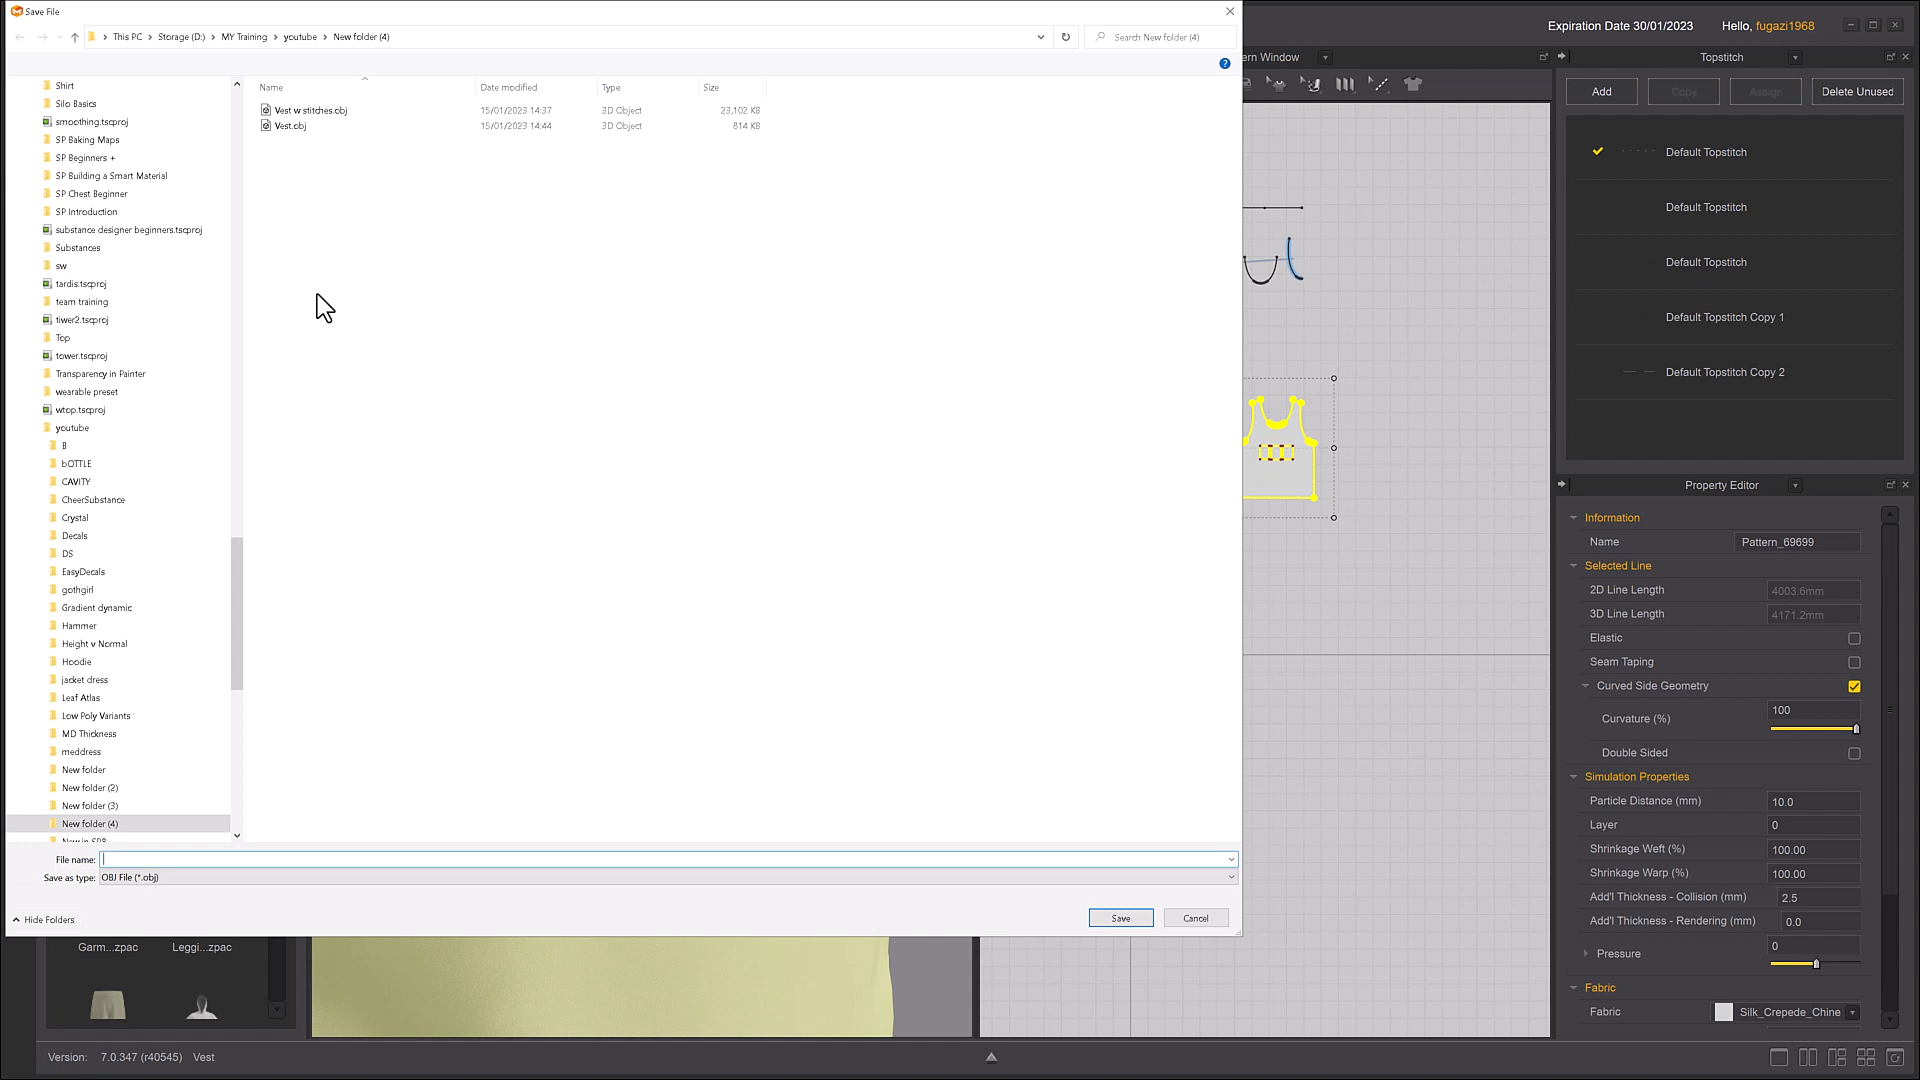 Save File
This PC > Storage (D:) > MY Training > youtube > New folder (4)
Search New folder (4)
Shirt
Silo Basics
smoothing.tscproj
SP Baking Maps
SP Beginners +
SP Building a Smart Material
SP Chest Beginner
SP Introduction
substance designer beginners.tscproj
Substances
sw
tardis.tscproj
team training
tiwer2.tscproj
Top
tower.tscproj
Transparency in Painter
wearable preset
wtop.tscproj
youtube
B
bOTTLE
CAVITY
CheerSubstance
Crystal
Decals
DS
EasyDecals
gothgirl
Gradient dynamic
Hammer
Height v Normal
Hoodie
jacket dress
Leaf Atlas
Low Poly Variants
MD Thickness
meddress
New folder
New folder (2)
New folder (3)
New folder (4)
New in SP8
Name Date modified Type Size
Vest w stitches.obj 15/01/2023 14:37 3D Object 23,102 KB
Vest.obj 15/01/2023 14:44 3D Object 814 KB
File name:
Save as type: OBJ File (*.obj)
Hide Folders
Save Cancel
Garm...zpac Leggi...zpac
Version: 7.0.347 (r40545) Vest
Expiration Date 30/01/2023 Hello, fugazi1968
ern Window
Topstitch
Add Copy Assign Delete Unused
Default Topstitch
Default Topstitch
Default Topstitch
Default Topstitch Copy 1
Default Topstitch Copy 2
Property Editor
Information
Name Pattern_69699
Selected Line
2D Line Length 4003.6mm
3D Line Length 4171.2mm
Elastic
Seam Taping
Curved Side Geometry
Curvature (%) 100
Double Sided
Simulation Properties
Particle Distance (mm) 10.0
Layer 0
Shrinkage Weft (%) 100.00
Shrinkage Warp (%) 100.00
Add'l Thickness - Collision (mm) 2.5
Add'l Thickness - Rendering (mm) 0.0
Pressure 0
Fabric
Fabric Silk_Crepede_Chine